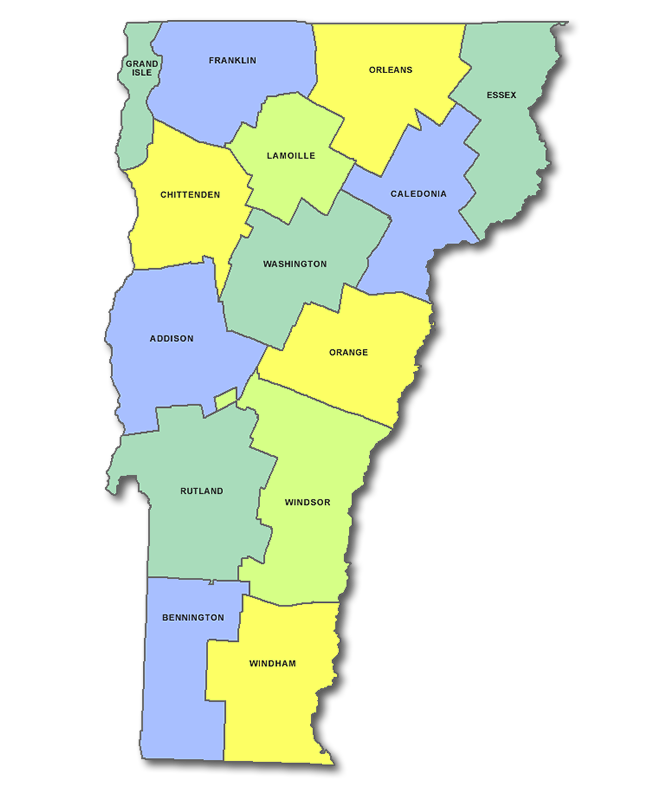 FRANKLIN
GRAND
ISLE
ORLEANS
ESSEX
LAMOILLE
CHITTENDEN
CALEDONIA
WASHINGTON
ADDISON
ORANGE
RUTLAND
WINDSOR
BENNINGTON
WINDHAM